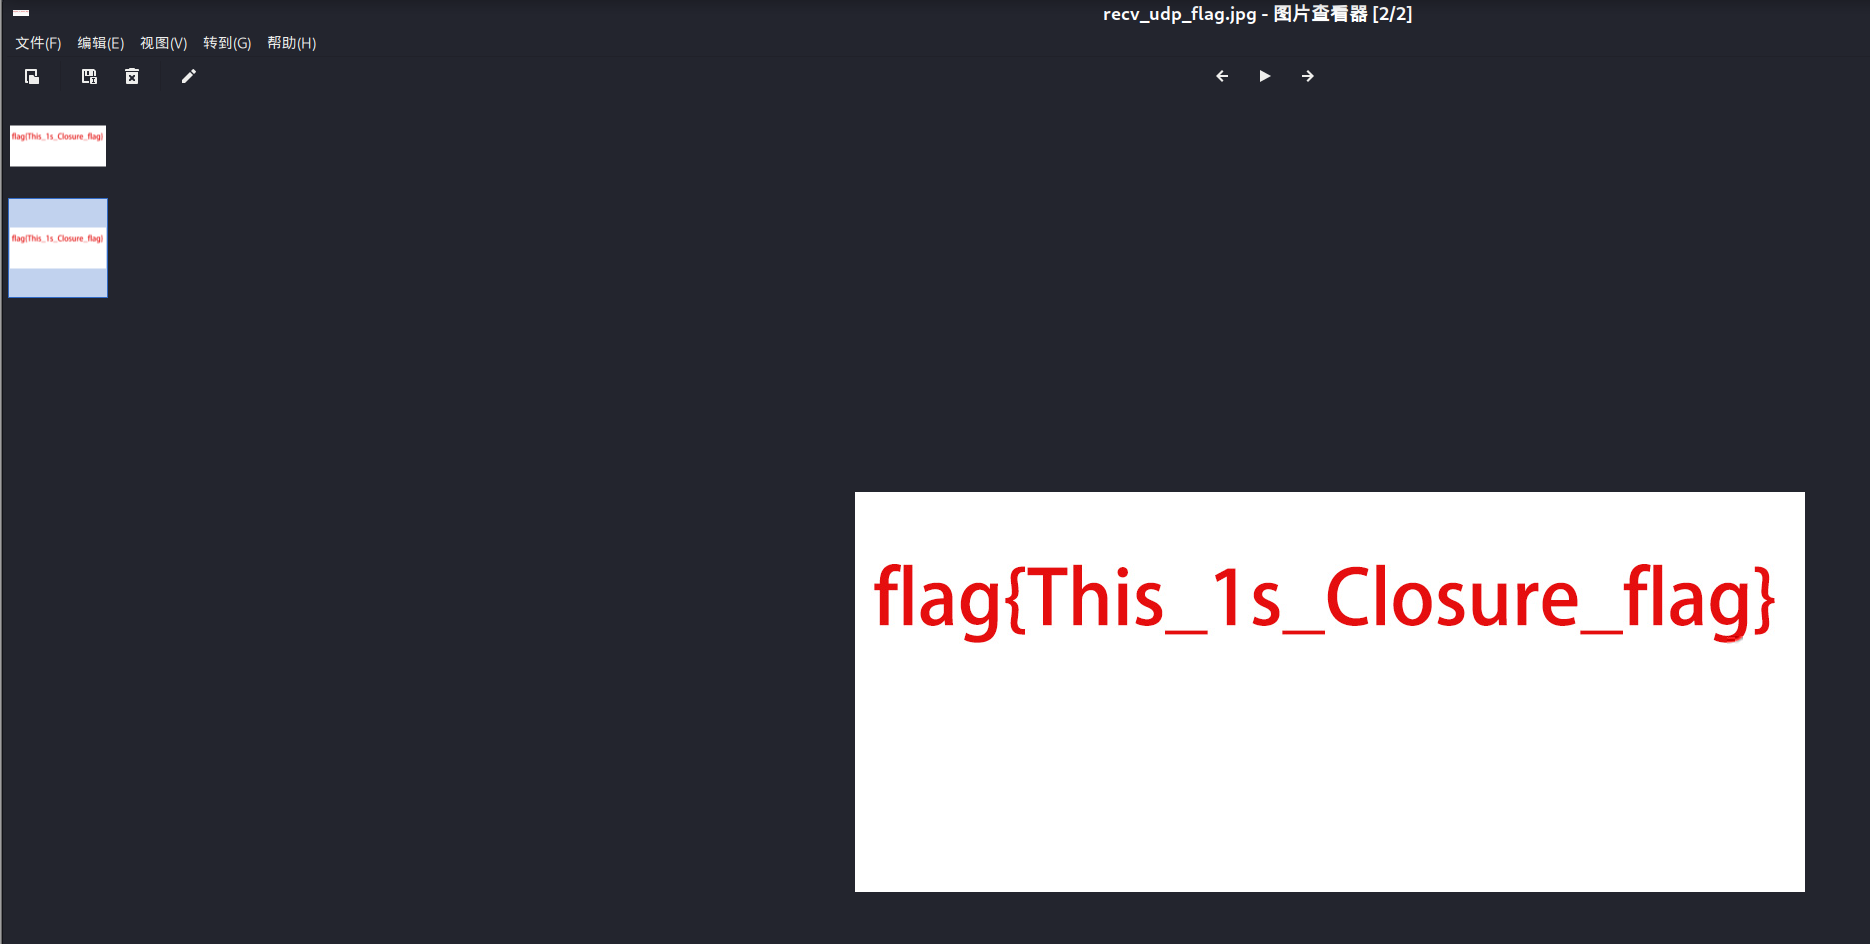 recv_udp_flag.jpg - 图片查看器 [2/2]
文件(F) 编辑(E) 视图(V) 转到(G) 帮助(H)
flag{This_1s_Closure_flag}
flag{This_1s_Closure_flag}
flag{This_1s_Closure_flag}